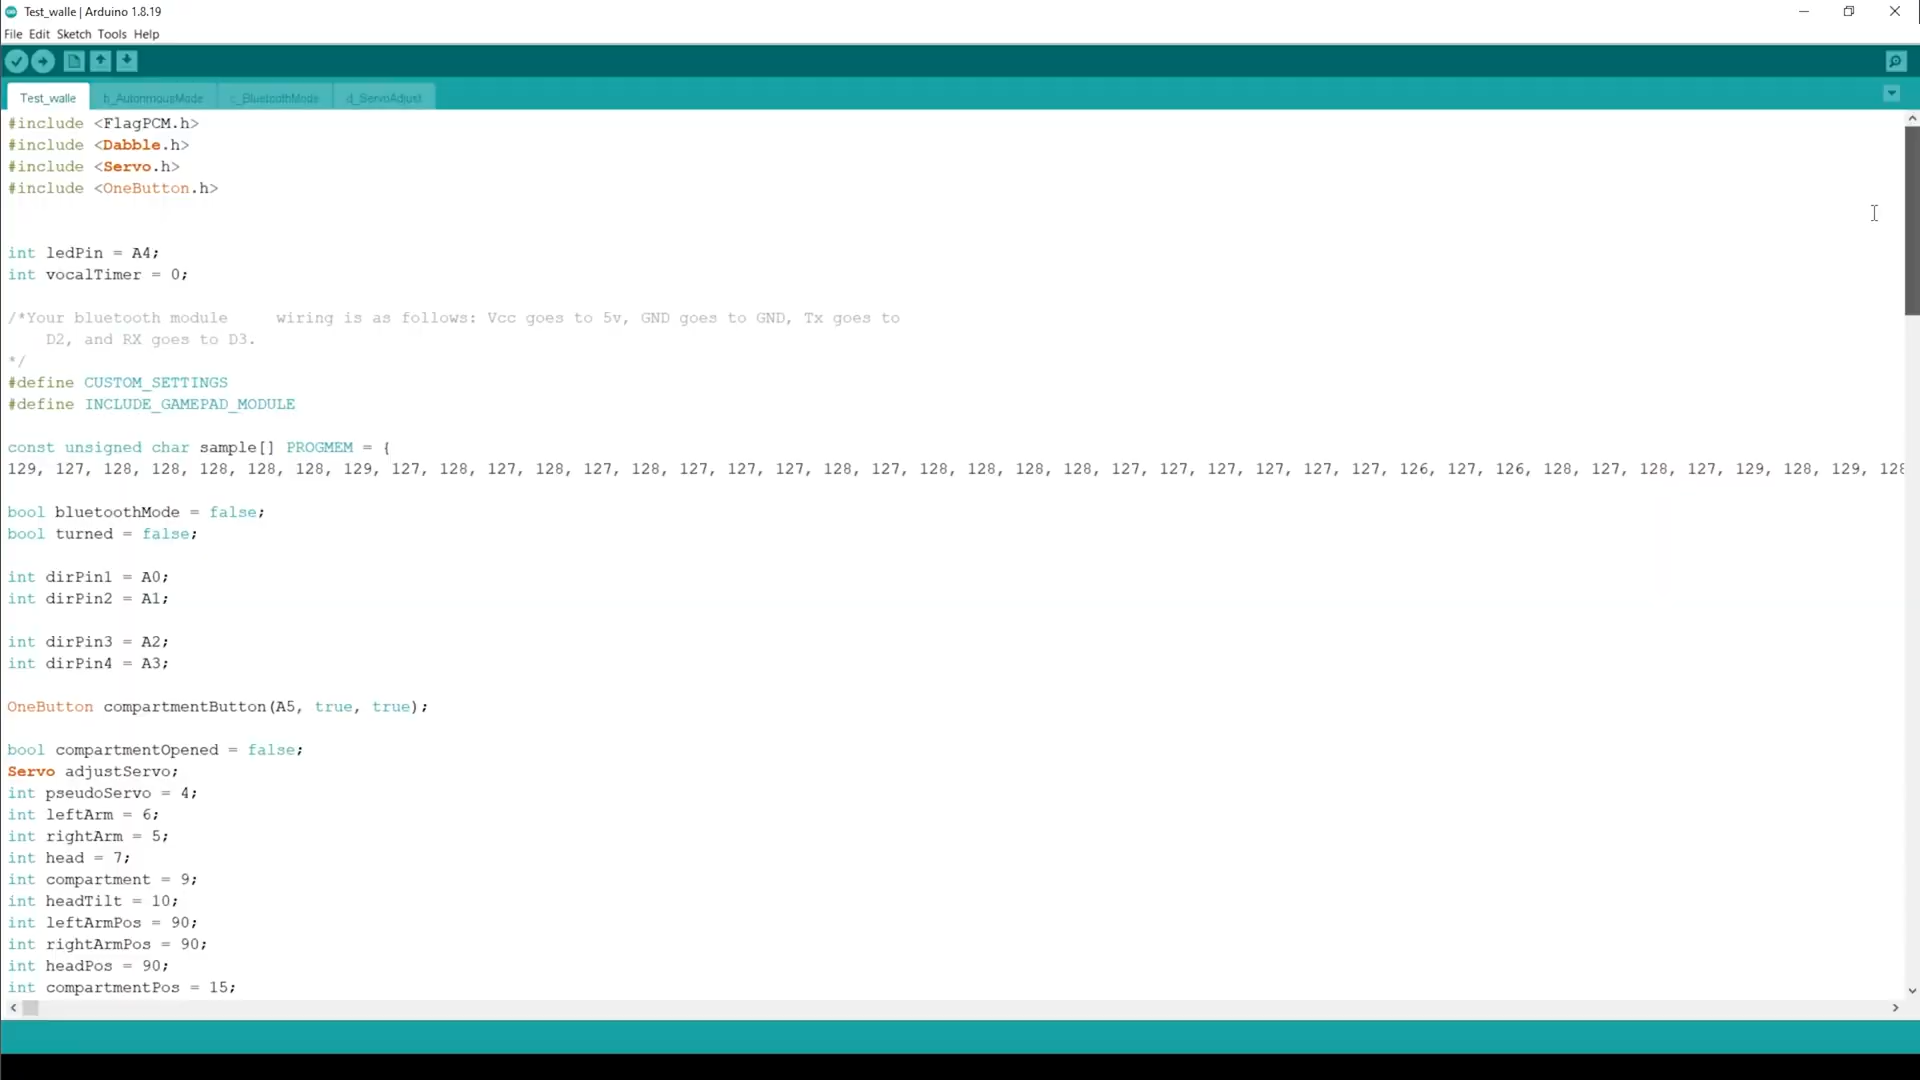 Test_walle | Arduino 1.8.19
File Edit Sketch Tools Help
Test_walle b_AutonmousMode c_BluetoothMode d_ServoAdjust
#include <FlagPCM.h>
#include <Dabble.h>
#include <Servo.h>
#include <OneButton.h>
int ledPin = A4;
int vocalTimer = 0;
/*Your bluetooth module     wiring is as follows: Vcc goes to 5v, GND goes to GND, Tx goes to
D2, and RX goes to D3.
*/
#define CUSTOM_SETTINGS
#define INCLUDE_GAMEPAD_MODULE
const unsigned char sample[] PROGMEM = {
129, 127, 128, 128, 128, 128, 128, 129, 127, 128, 127, 128, 127, 128, 127, 127, 127, 128, 127, 128, 128, 128, 128, 127, 127, 127, 127, 127, 127, 126, 127, 126, 128, 127, 128, 127, 129, 128, 129, 128
bool bluetoothMode = false;
bool turned = false;
int dirPin1 = A0;
int dirPin2 = A1;
int dirPin3 = A2;
int dirPin4 = A3;
OneButton compartmentButton(A5, true, true);
bool compartmentOpened = false;
Servo adjustServo;
int pseudoServo = 4;
int leftArm = 6;
int rightArm = 5;
int head = 7;
int compartment = 9;
int headTilt = 10;
int leftArmPos = 90;
int rightArmPos = 90;
int headPos = 90;
int compartmentPos = 15;